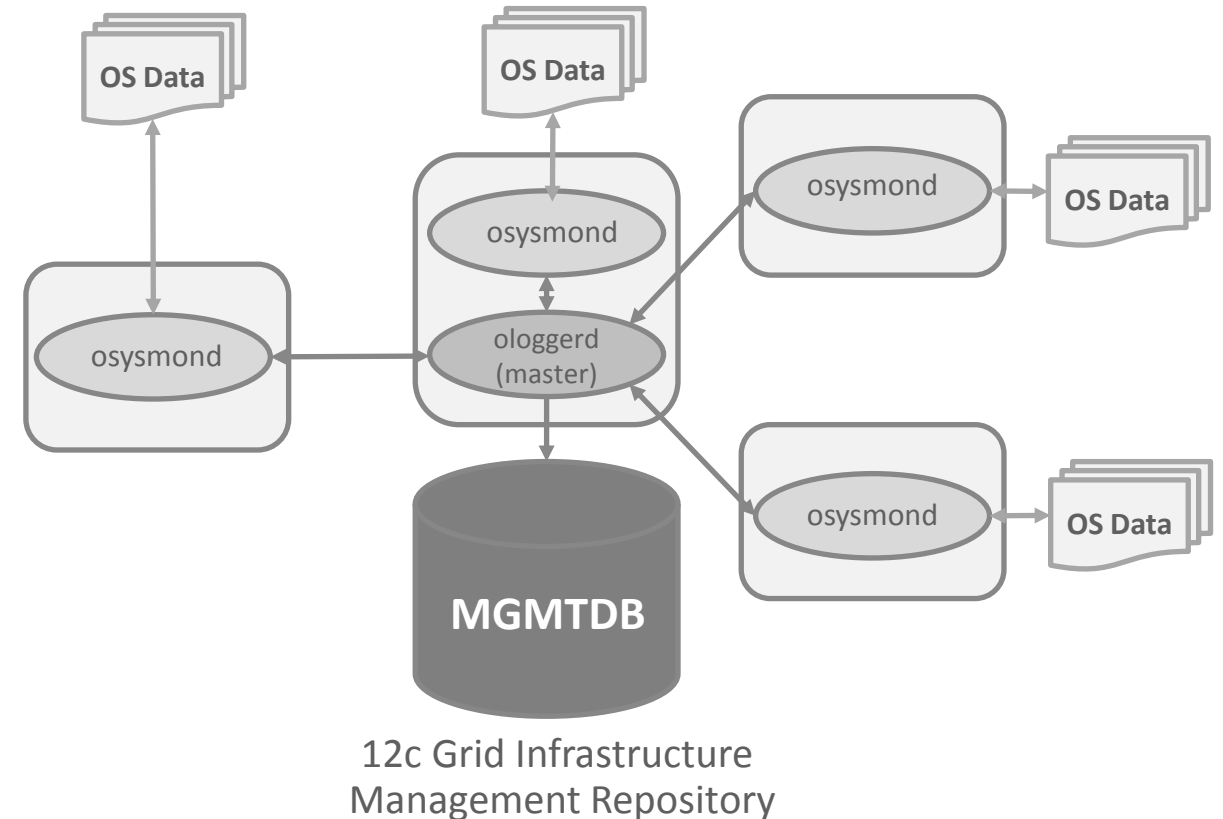 OS Data
OS Data
osysmond
OS Data
osysmond
osysmond
ologgerd
(master)
osysmond
OS Data
MGMTDB
12c Grid Infrastructure
Management Repository